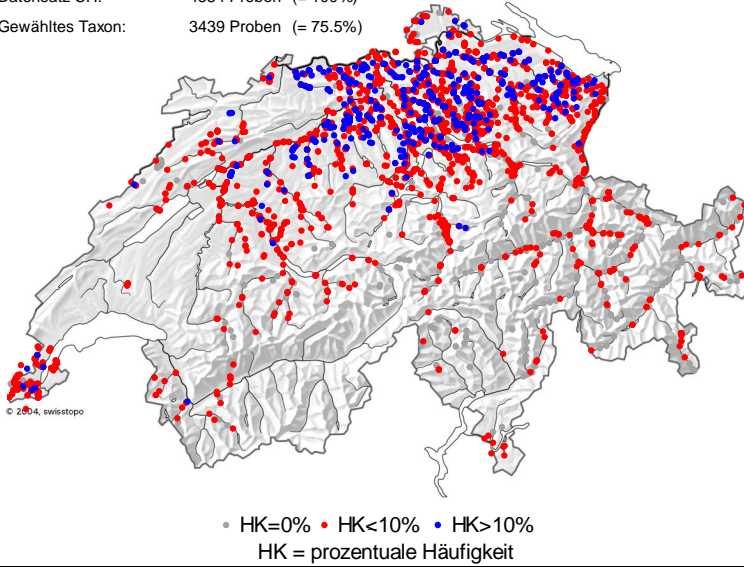 Gewähltes Taxon: 3439 Proben (= 75.5%)
© 2004, swisstopo
HK=0% HK<10% HK>10%
HK = prozentuale Häufigkeit